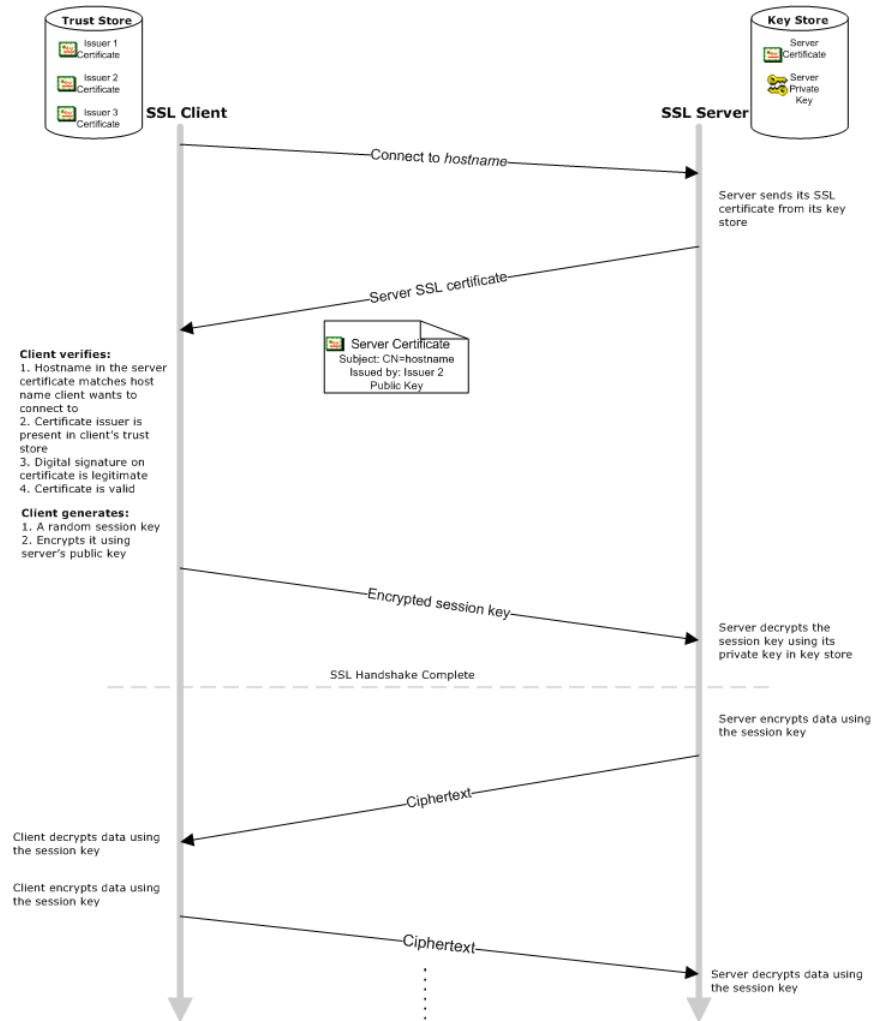 Trust Store
Issuer 1
Certificate
Issuer 2
Certificate
Issuer 3
Certificate
SSL Client
Key Store
Server
Certificate
Server
Private
Key
SSL Server
Connect to hostname
Server sends its SSL
certificate from its key
store
Server SSL certificate
Server Certificate
Subject: CN=hostname
Issued by: Issuer 2
Public Key
Client verifies:
1. Hostname in the server
certificate matches host
name client wants to
connect to
2. Certificate issuer is
present in client's trust
store
3. Digital signature on
certificate is legitimate
4. Certificate is valid
Client generates:
1. A random session key
2. Encrypts it using
server's public key
Encrypted session key
Server decrypts the
session key using its
private key in key store
SSL Handshake Complete
Server encrypts data using
the session key
Ciphertext
Client decrypts data using
the session key
Client encrypts data using
the session key
Ciphertext
Server decrypts data using
the session key